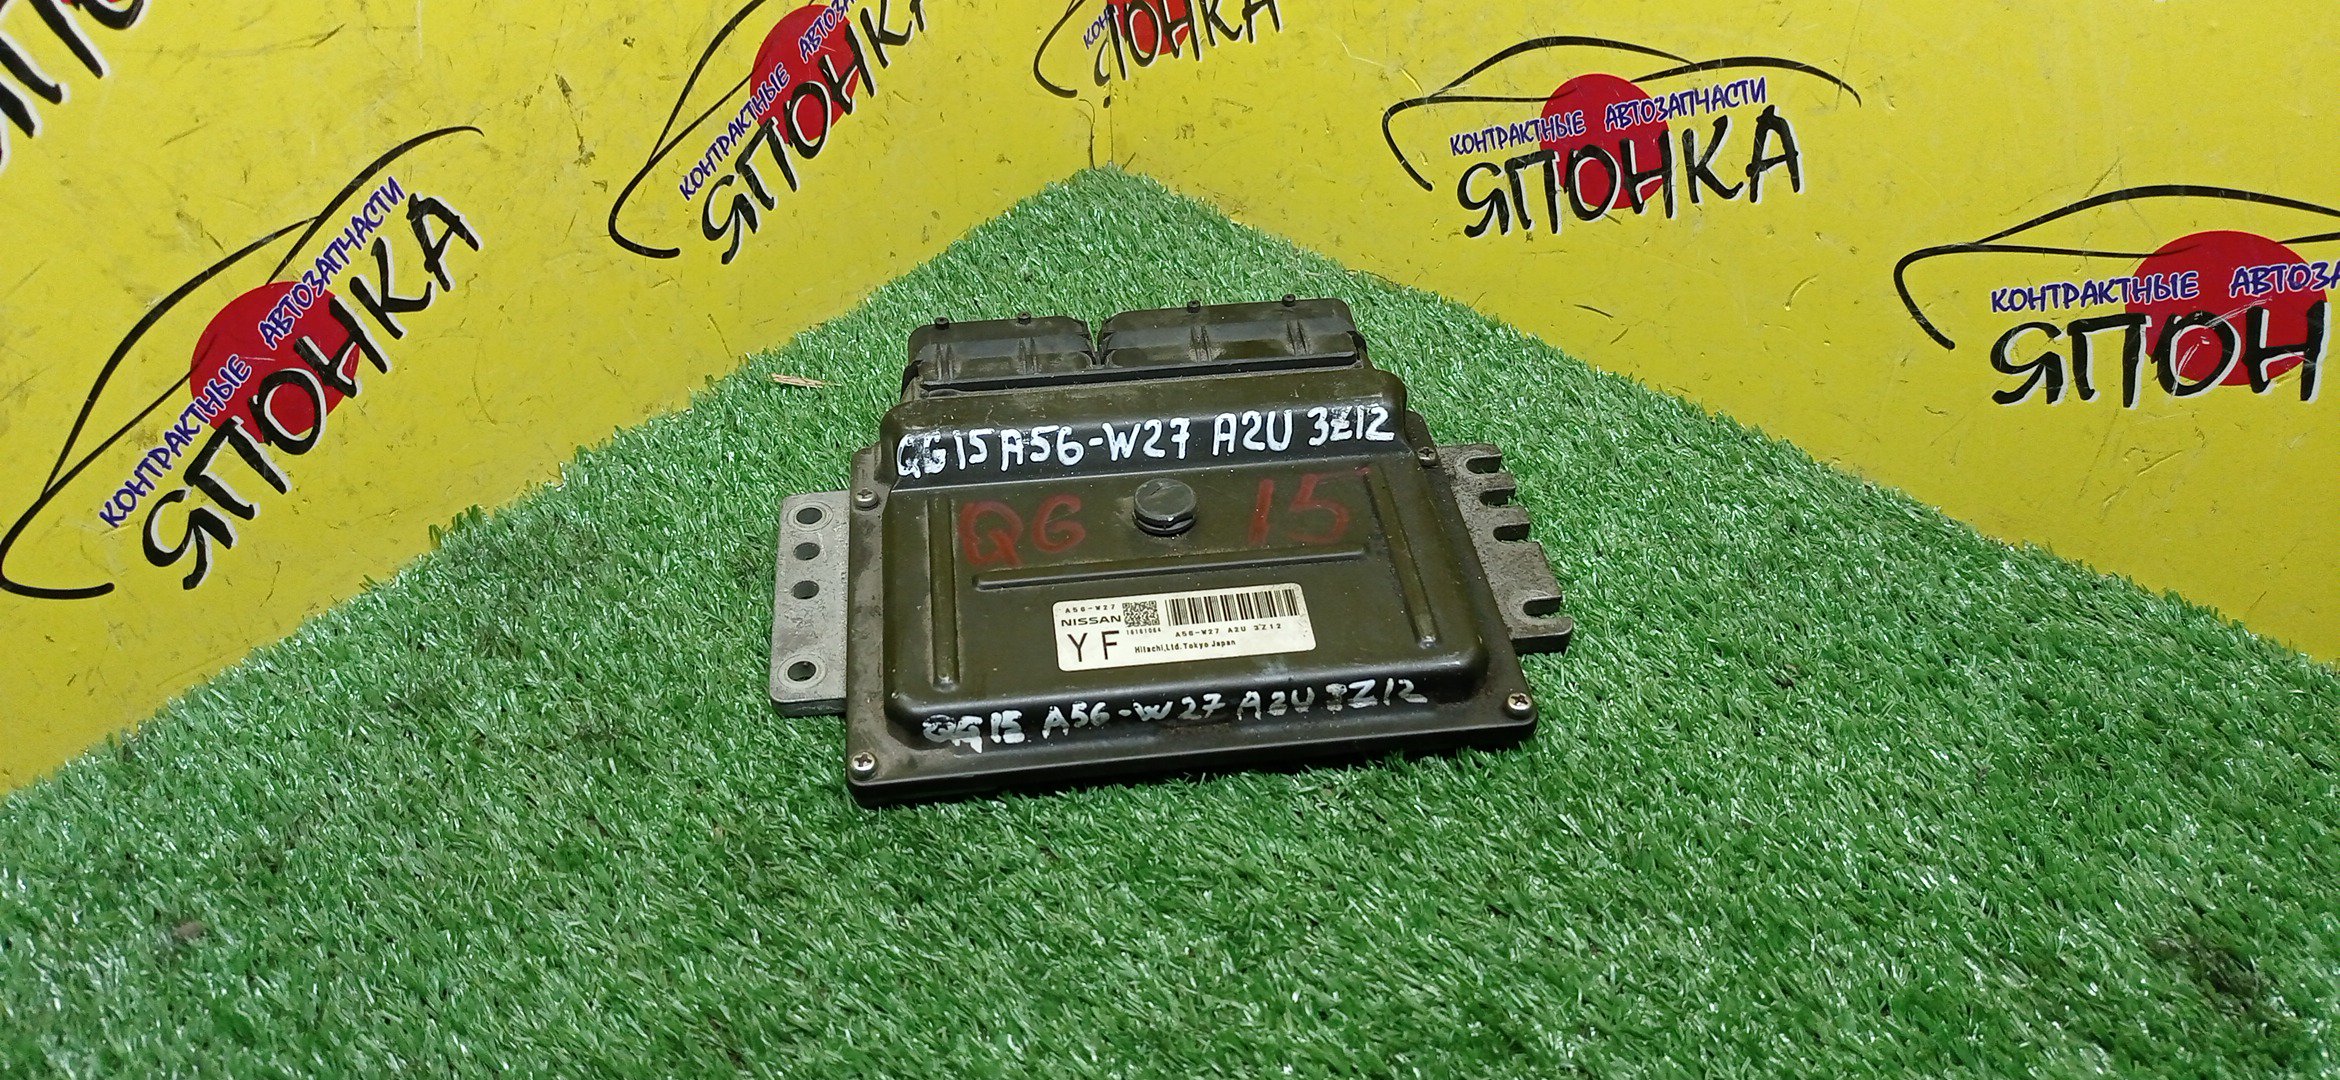 КОНТРАКТНЫЕ АВТОЗАПЧАСТИ
ЯПОНКА
КОНТРАКТНЫЕ
ЯПОНКА
ЯПОНКА
КОНТРАКТНЫЕ АВТОЗАПЧАСТИ
ЯПОНКА
КОНТРАКТНЫЕ АВТОЗА
ЯПОН
QG15 A56-W27 A2U 3Z12
QG 15
A56-W27
NISSAN
YF
A56-W27 A2U 3Z12
Hitachi,Ltd.Tokyo Japan
QG15 A56-W27 A2U 3Z12